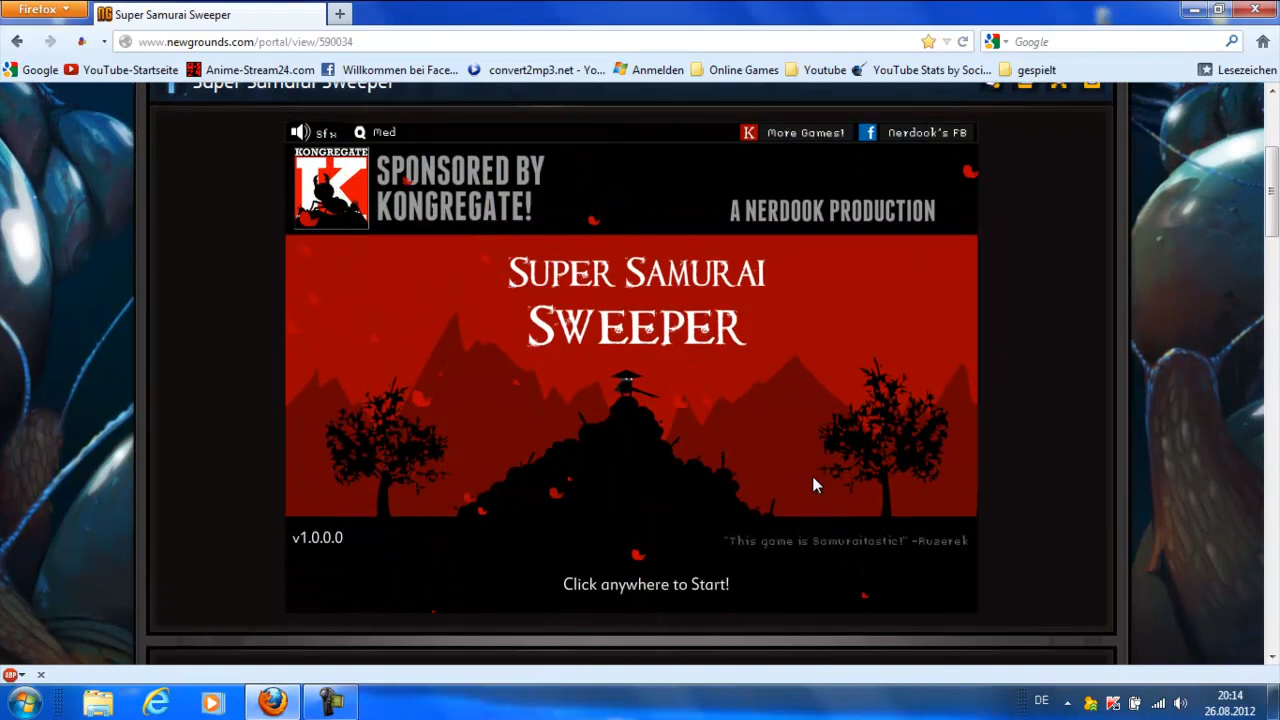 Firefox
Super Samurai Sweeper
www.newgrounds.com/portal/view/590034
Google
Google
YouTube-Startseite
Anime-Stream24.com
Willkommen bei Face...
convert2mp3.net - Yo...
Anmelden
Online Games
Youtube
YouTube Stats by Soci...
gespielt
Lesezeichen
Super Samurai Sweeper
Sfx
Med
K
More Games!
Nerdook's FB
KONGREGATE
SPONSORED BY
KONGREGATE!
A NERDOOK PRODUCTION
SUPER SAMURAI
SWEEPER
v1.0.0.0
"This game is Samuraitastic!" -Ruzerek
Click anywhere to Start!
ABP
DE
20:14
26.08.2012